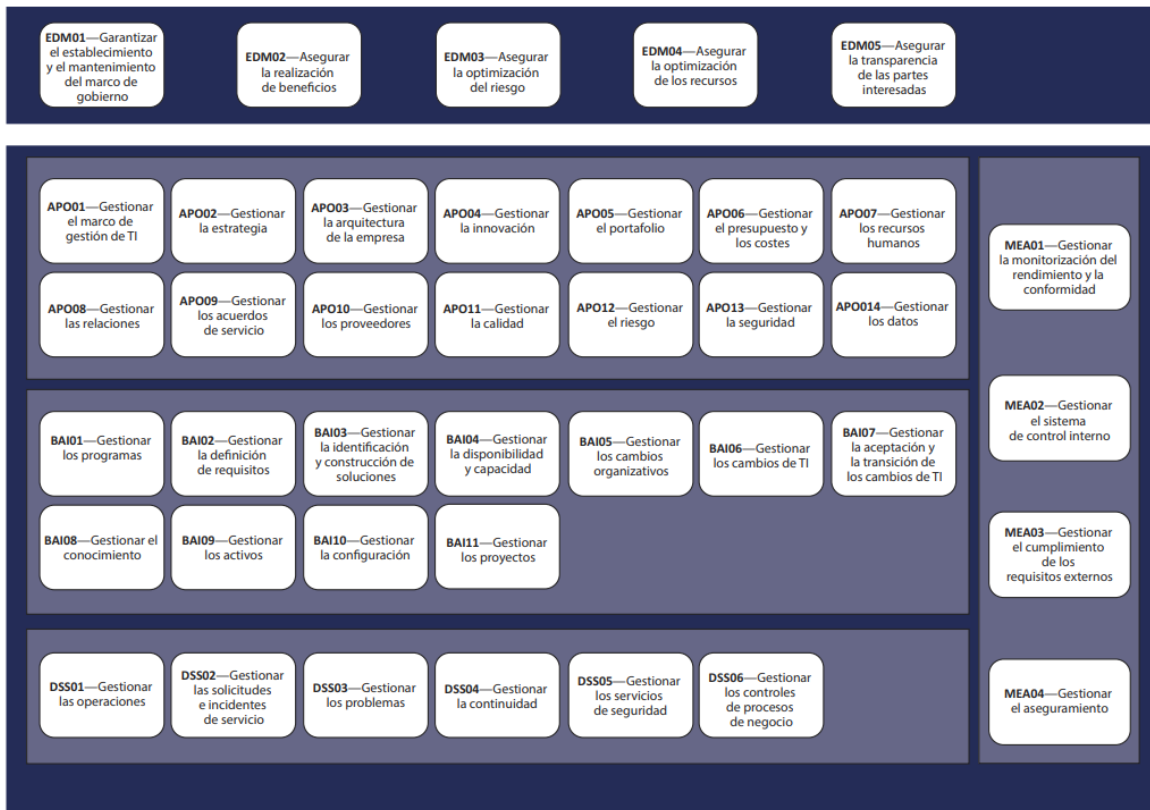 EDM01—Garantizar
el establecimiento
y el mantenimiento
del marco de
gobierno
EDM02—Asegurar
la realización
de beneficios
EDM03—Asegurar
la optimización
del riesgo
EDM04—Asegurar
la optimización
de los recursos
EDM05—Asegurar
la transparencia
de las partes
interesadas
APO01—Gestionar
el marco de
gestión de TI
APO02—Gestionar
la estrategia
APO03—Gestionar
la arquitectura
de la empresa
APO04—Gestionar
la innovación
APO05—Gestionar
el portafolio
APO06—Gestionar
el presupuesto y
los costes
APO07—Gestionar
los recursos
humanos
APO08—Gestionar
las relaciones
APO09—Gestionar
los acuerdos
de servicio
APO10—Gestionar
los proveedores
APO11—Gestionar
la calidad
APO12—Gestionar
el riesgo
APO13—Gestionar
la seguridad
APO014—Gestionar
los datos
BAI01—Gestionar
los programas
BAI02—Gestionar
la definición
de requisitos
BAI03—Gestionar
la identificación
y construcción de
soluciones
BAI04—Gestionar
la disponibilidad
y capacidad
BAI05—Gestionar
los cambios
organizativos
BAI06—Gestionar
los cambios de TI
BAI07—Gestionar
la aceptación y
la transición de
los cambios de TI
BAI08—Gestionar el
conocimiento
BAI09—Gestionar
los activos
BAI10—Gestionar
la configuración
BAI11—Gestionar
los proyectos
DSS01—Gestionar
las operaciones
DSS02—Gestionar
las solicitudes
e incidentes
de servicio
DSS03—Gestionar
los problemas
DSS04—Gestionar
la continuidad
DSS05—Gestionar
los servicios
de seguridad
DSS06—Gestionar
los controles
de procesos
de negocio
MEA01—Gestionar
la monitorización del
rendimiento y la
conformidad
MEA02—Gestionar
el sistema
de control interno
MEA03—Gestionar
el cumplimiento
de los
requisitos externos
MEA04—Gestionar
el aseguramiento